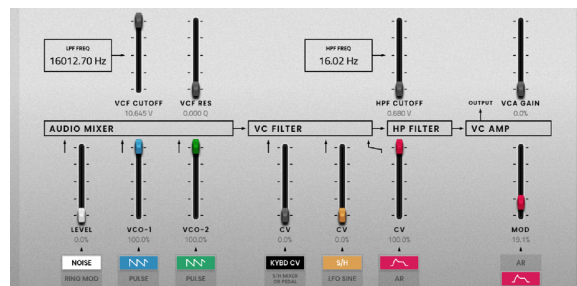 LPF FREQ
16012.70 Hz
HPF FREQ
16.02 Hz
VCF CUTOFF
10.645 V
VCF RES
0.000 Q
HPF CUTOFF
0.680 V
OUTPUT
VCA GAIN
0.0%
AUDIO MIXER
VC FILTER
HP FILTER
VC AMP
LEVEL
0.0%
VCO-1
100.0%
VCO-2
100.0%
CV
0.0%
CV
0.0%
CV
100.0%
MOD
19.1%
NOISE
RING MOD
PULSE
PULSE
KYBD CV
S/H MIXER
OR PEDAL
S/H
LFO SINE
AR
AR